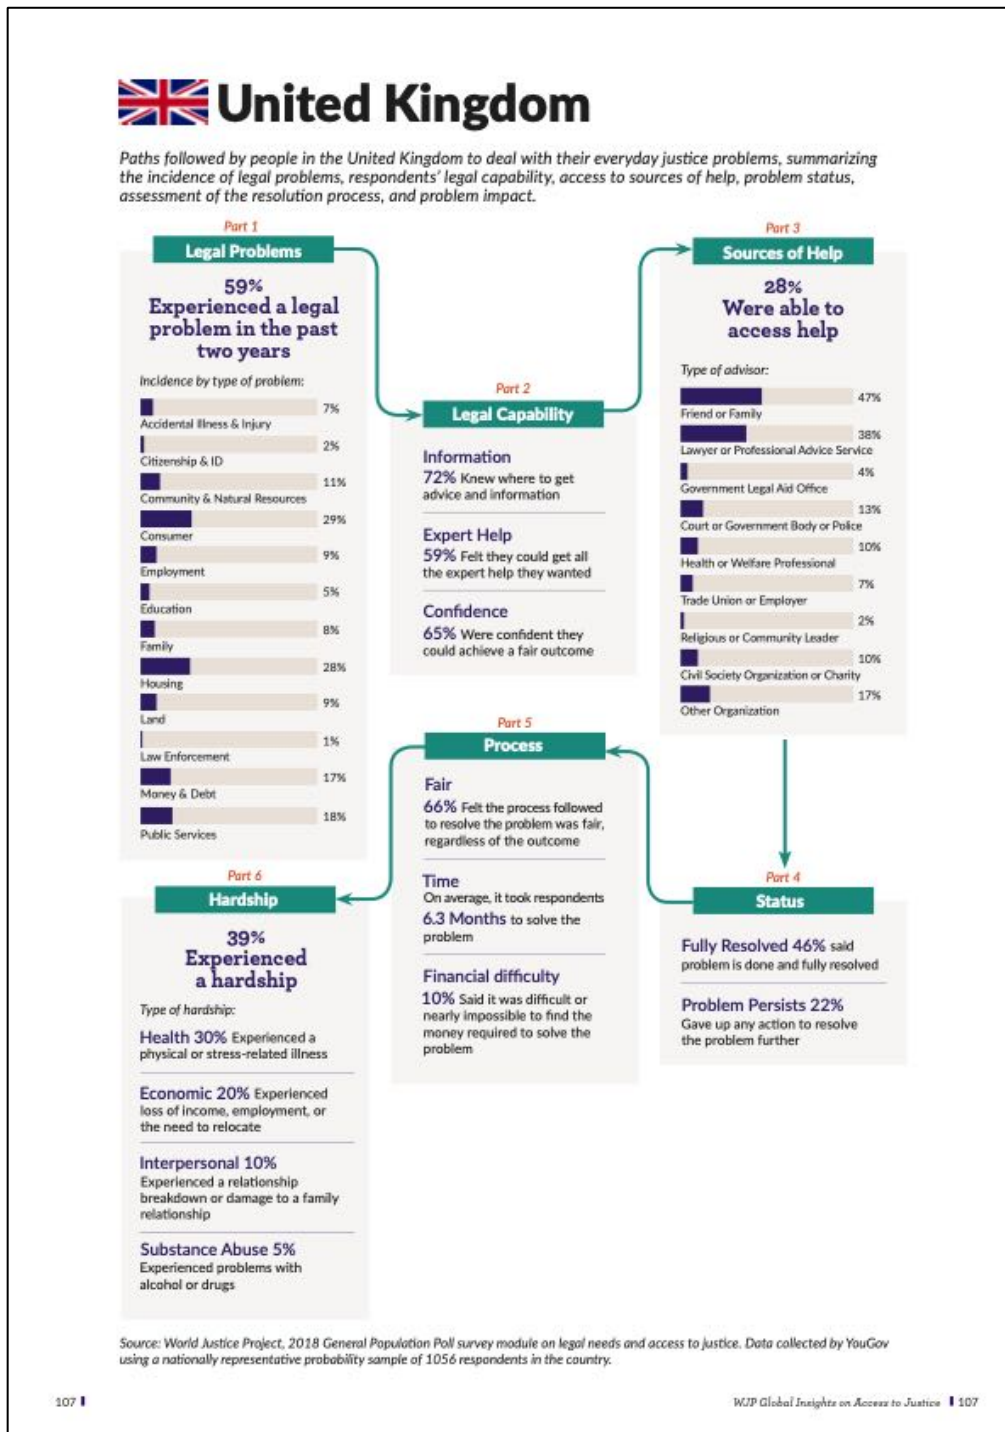 United Kingdom
Paths followed by people in the United Kingdom to deal with their everyday justice problems, summarizing
the incidence of legal problems, respondents' legal capability, access to sources of help, problem status,
assessment of the resolution process, and problem impact.
Part 1
Legal Problems
59%
Experienced a legal
problem in the past
two years
Incidence by type of problem:
7%
Accidental Illness & Injury
2%
Citizenship & ID
11%
Community & Natural Resources
29%
Consumer
9%
Employment
5%
Education
8%
Family
28%
Housing
9%
Land
1%
Law Enforcement
17%
Money & Debt
18%
Public Services
Part 2
Legal Capability
Information
72% Knew where to get
advice and information
Expert Help
59% Felt they could get all
the expert help they wanted
Confidence
65% Were confident they
could achieve a fair outcome
Part 3
Sources of Help
28%
Were able to
access help
Type of advisor:
47%
Friend or Family
38%
Lawyer or Professional Advice Service
4%
Government Legal Aid Office
13%
Court or Government Body or Police
10%
Health or Welfare Professional
7%
Trade Union or Employer
2%
Religious or Community Leader
10%
Civil Society Organization or Charity
17%
Other Organization
Part 4
Status
Fully Resolved 46% said
problem is done and fully resolved
Problem Persists 22%
Gave up any action to resolve
the problem further
Part 5
Process
Fair
66% Felt the process followed
to resolve the problem was fair,
regardless of the outcome
Time
On average, it took respondents
6.3 Months to solve the
problem
Financial difficulty
10% Said it was difficult or
nearly impossible to find the
money required to solve the
problem
Part 6
Hardship
39%
Experienced
a hardship
Type of hardship:
Health 30% Experienced a
physical or stress-related illness
Economic 20% Experienced
loss of income, employment, or
the need to relocate
Interpersonal 10%
Experienced a relationship
breakdown or damage to a family
relationship
Substance Abuse 5%
Experienced problems with
alcohol or drugs
Source: World Justice Project, 2018 General Population Poll survey module on legal needs and access to justice. Data collected by YouGov
using a nationally representative probability sample of 1056 respondents in the country.
107
WJP Global Insights on Access to Justice 107